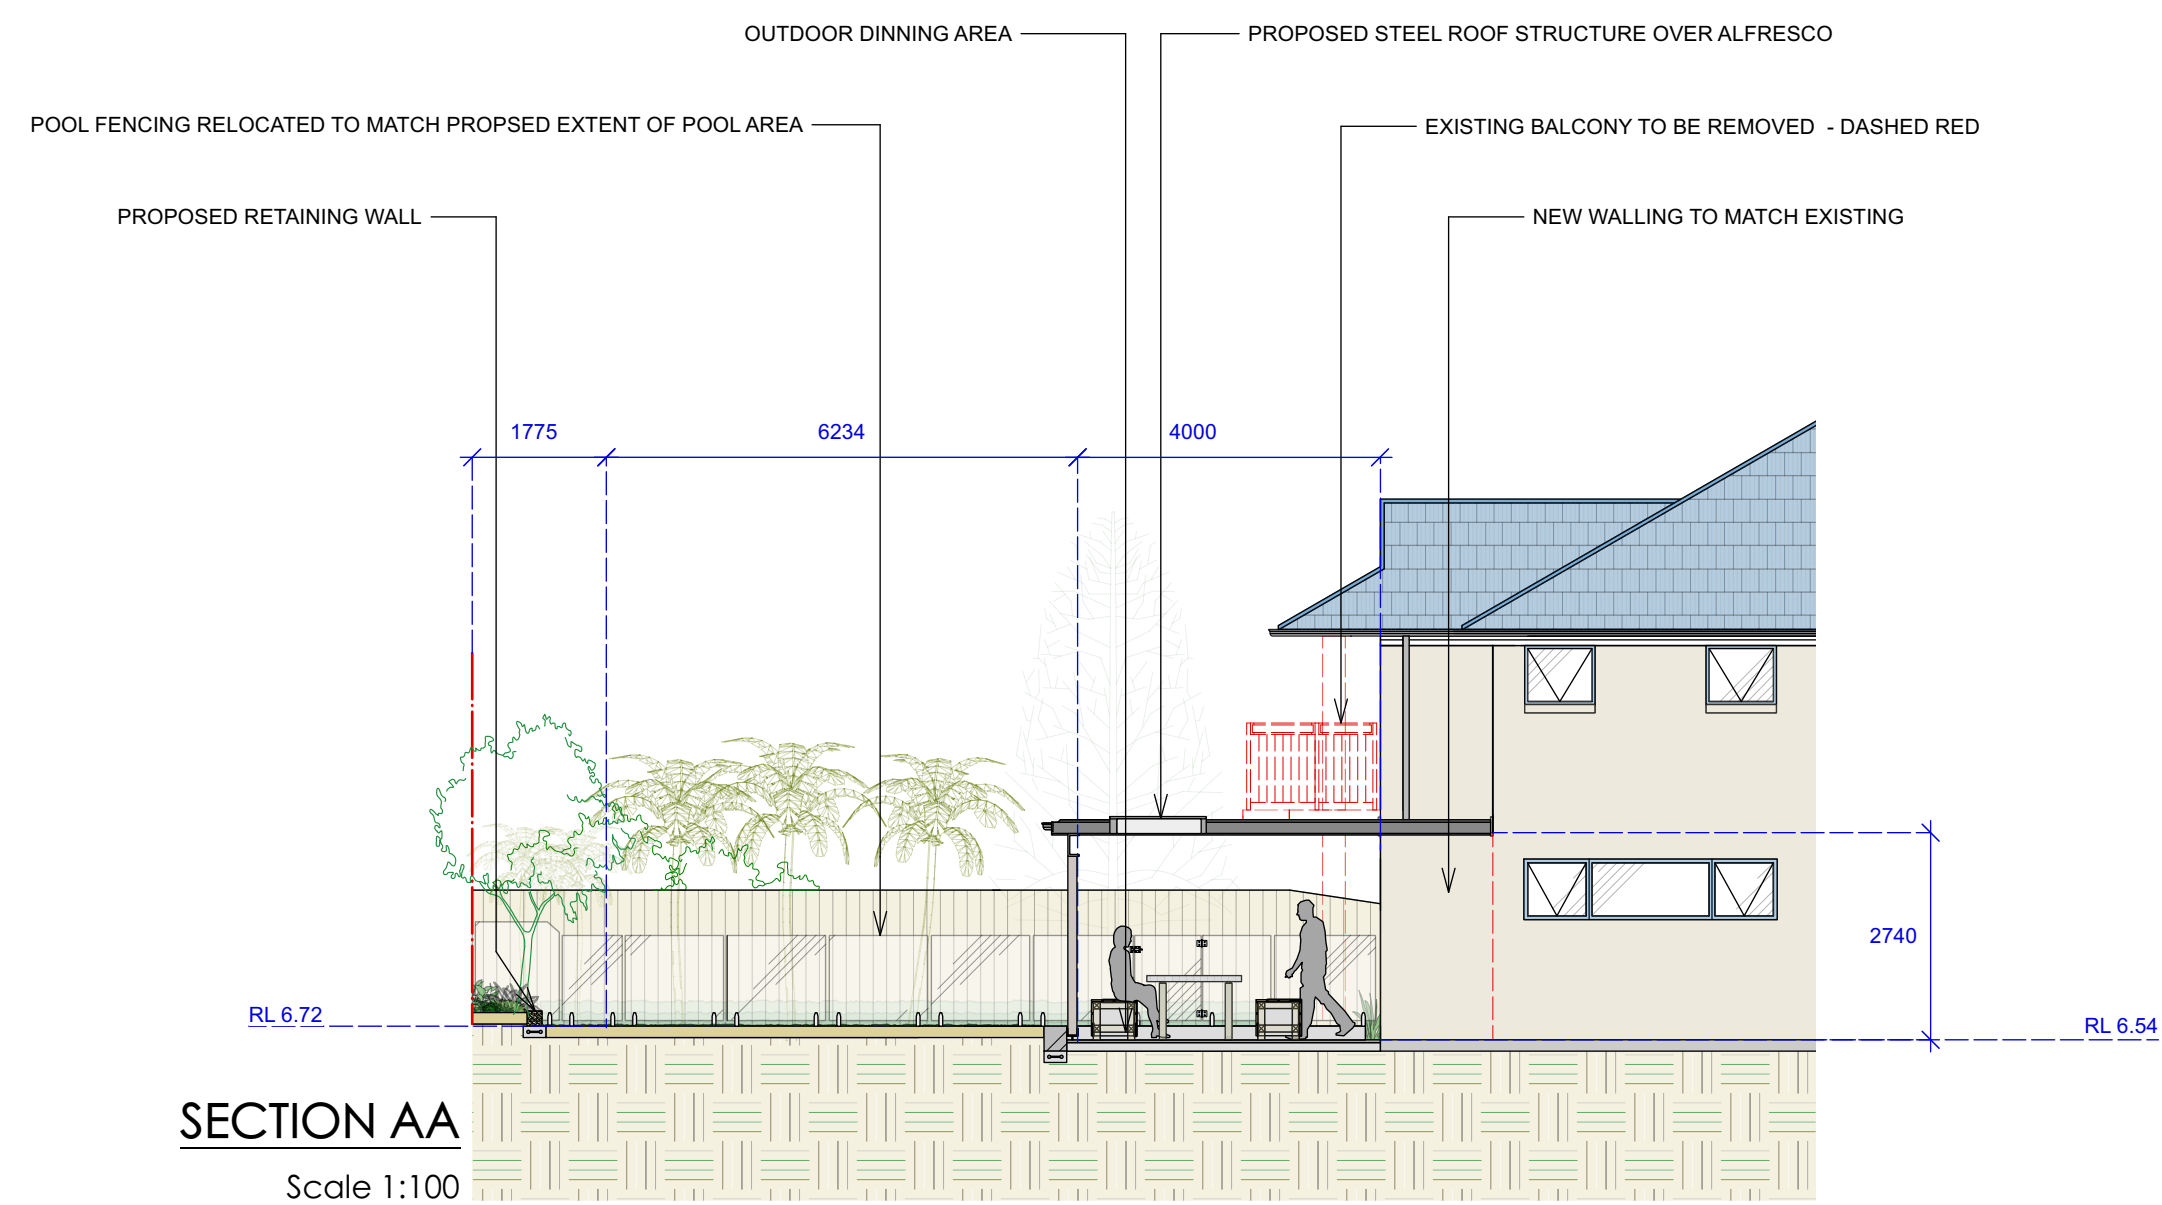 OUTDOOR DINNING AREA
PROPOSED STEEL ROOF STRUCTURE OVER ALFRESCO
POOL FENCING RELOCATED TO MATCH PROPSED EXTENT OF POOL AREA
EXISTING BALCONY TO BE REMOVED - DASHED RED
PROPOSED RETAINING WALL
NEW WALLING TO MATCH EXISTING
1775
6234
4000
2740
RL 6.72
RL 6.54
SECTION AA
Scale 1:100